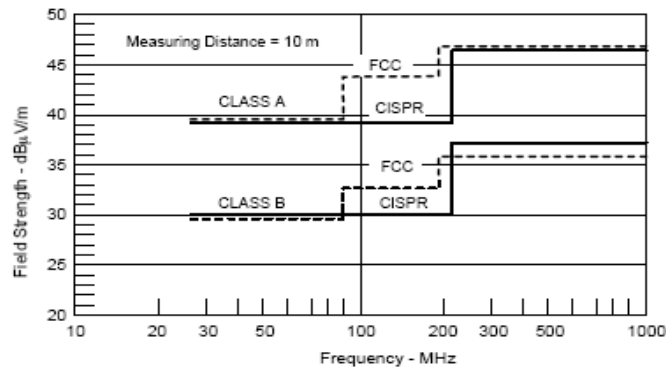 50
45
40
35
30
25
20
Field Strength - dBµV/m
Measuring Distance = 10 m
FCC
CLASS A
CISPR
FCC
CLASS B
CISPR
10 20 30 50 100 200 300 500 1000
Frequency - MHz